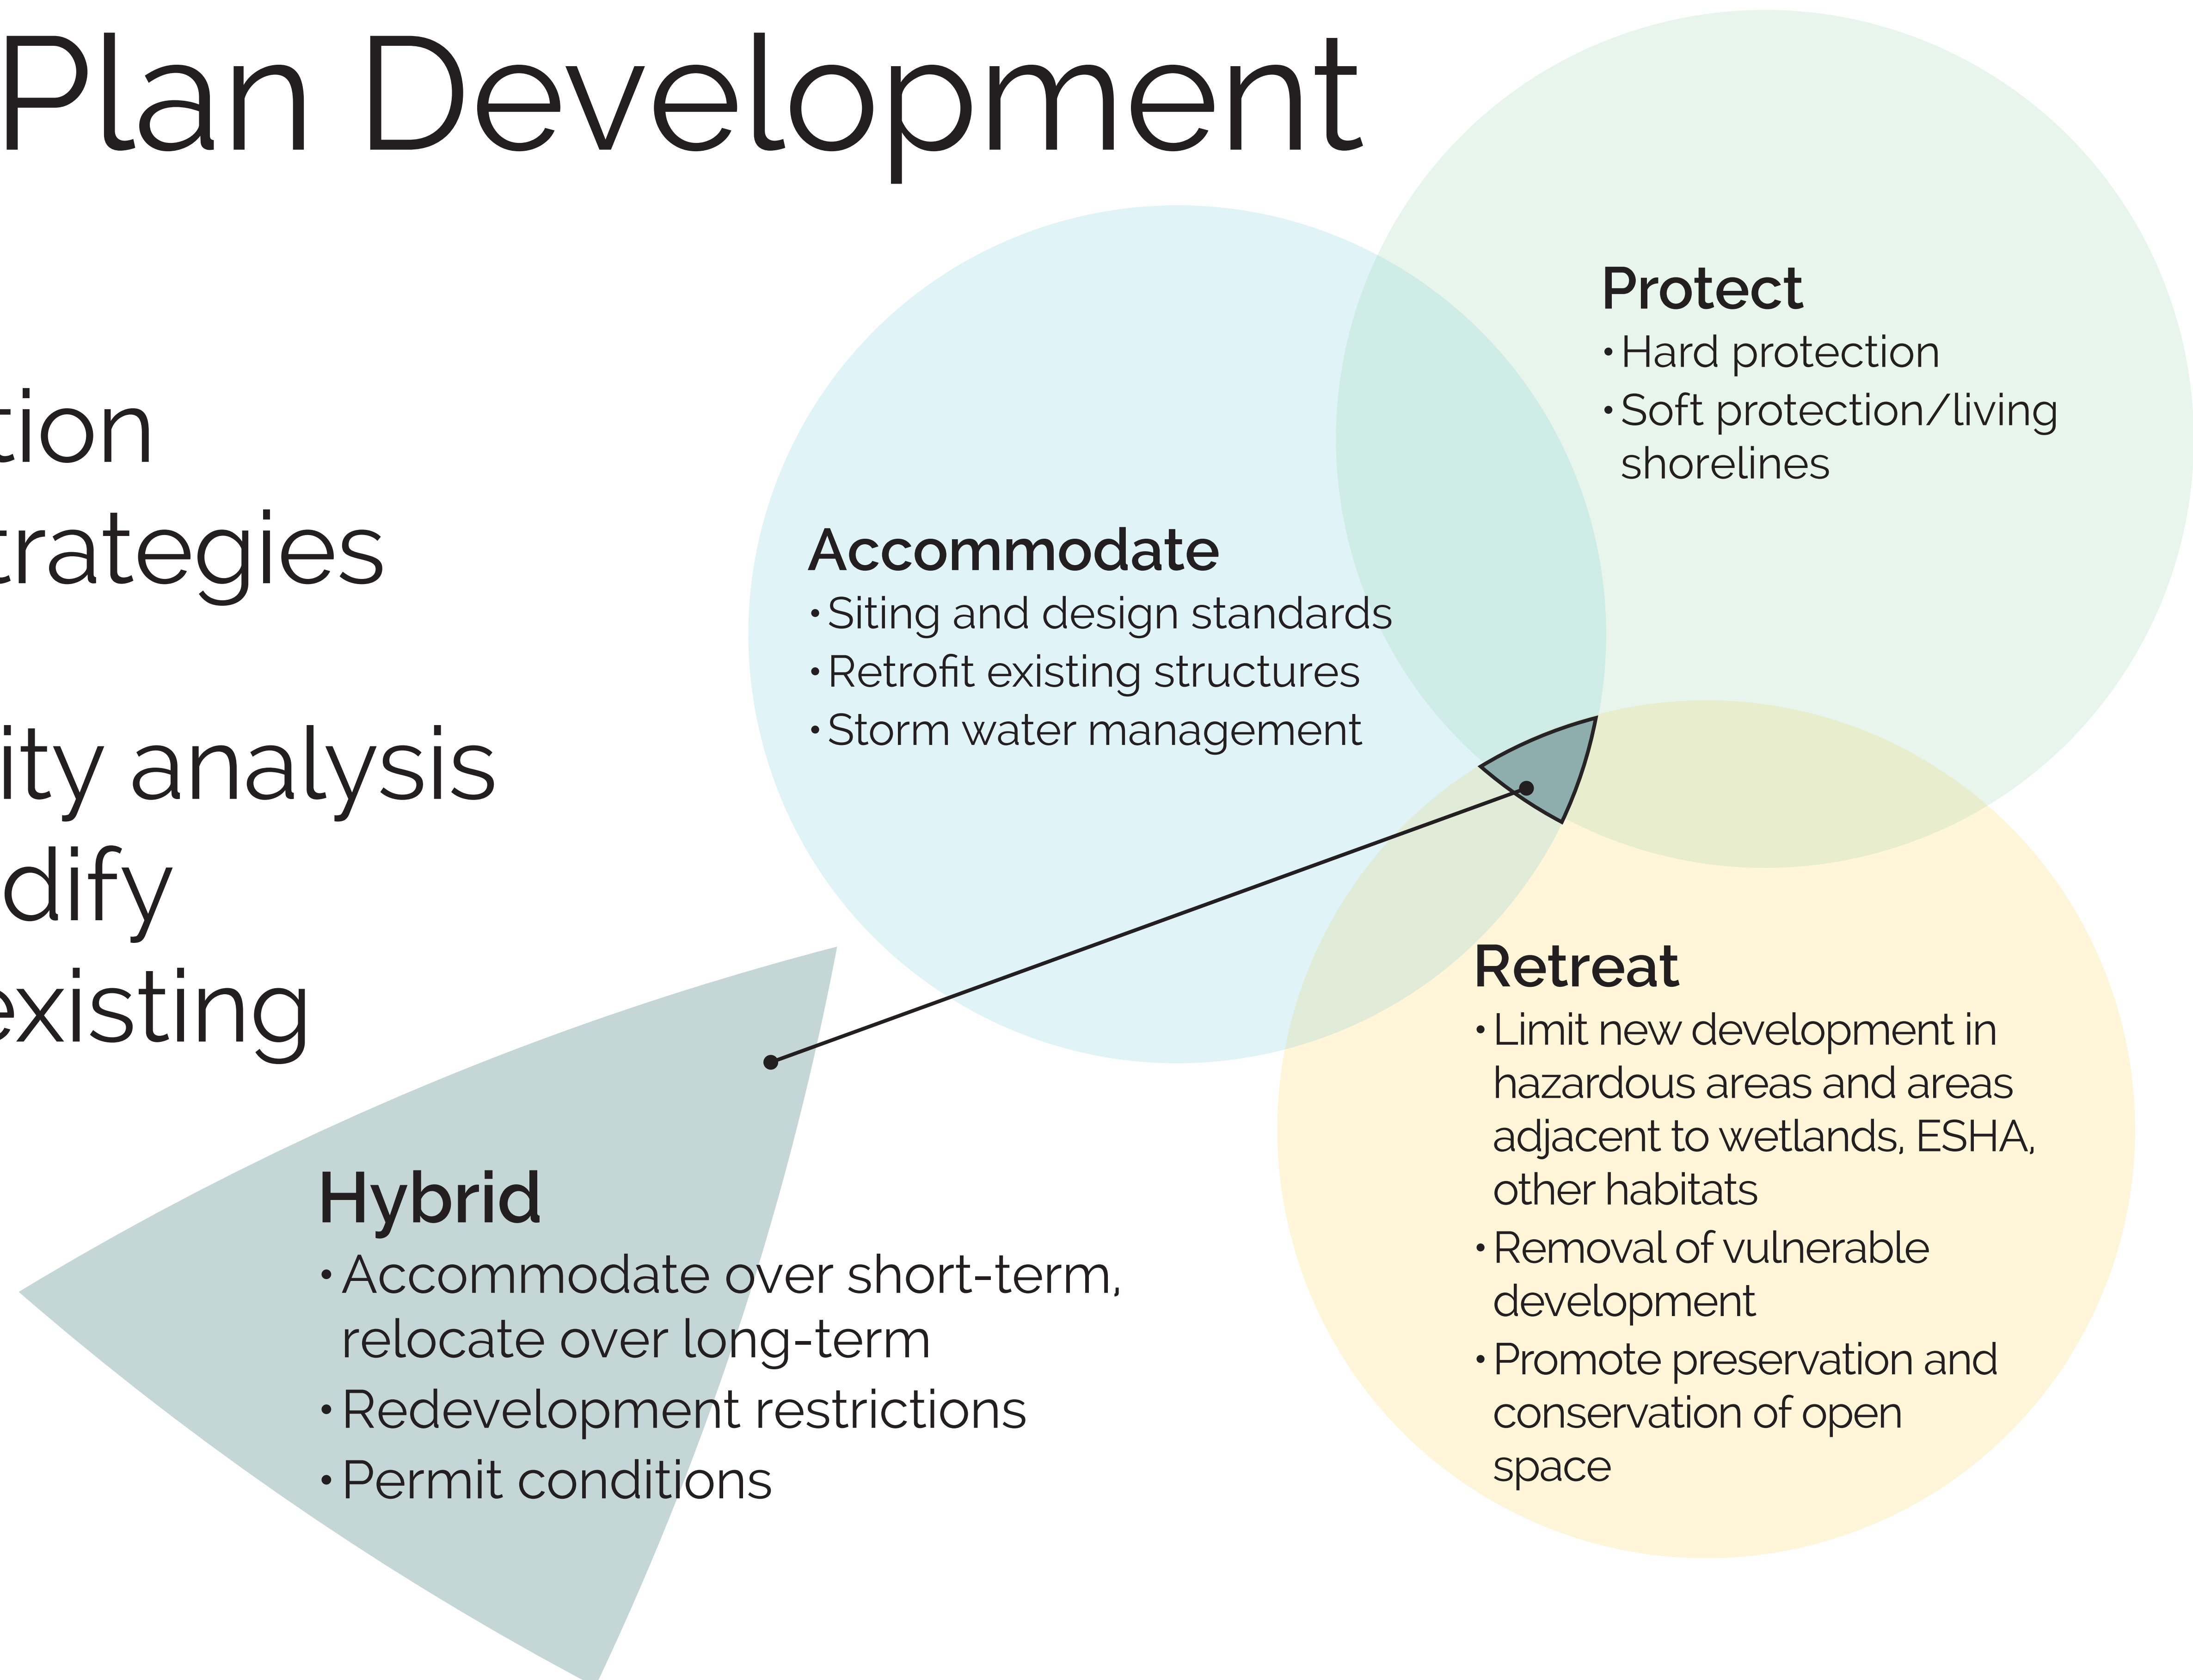 Plan Development
tion
trategies
ity analysis
dify
existing
Protect
• Hard protection
• Soft protection/living
shorelines
Accommodate
• Siting and design standards
• Retrofit existing structures
• Storm water management
Retreat
• Limit new development in
hazardous areas and areas
adjacent to wetlands, ESHA,
other habitats
• Removal of vulnerable
development
• Promote preservation and
conservation of open
space
Hybrid
• Accommodate over short-term,
relocate over long-term
• Redevelopment restrictions
• Permit conditions